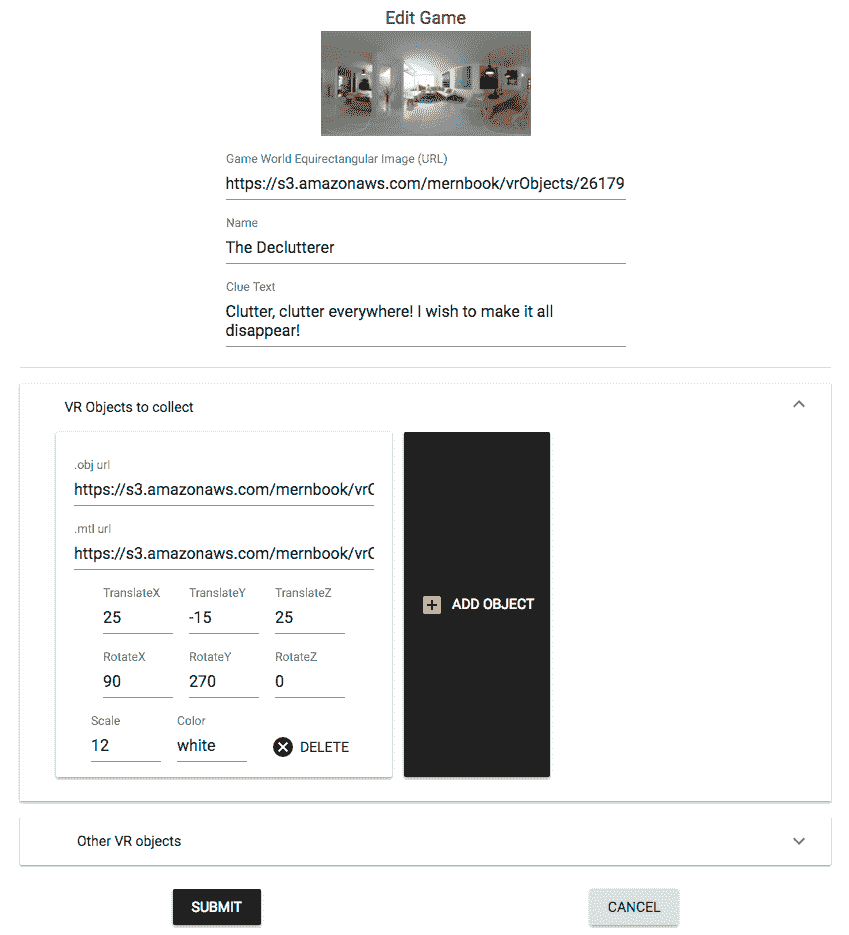 Edit Game
Game World Equirectangular Image (URL)
https://s3.amazonaws.com/mernbook/vrObjects/26179
Name
The Declutterer
Clue Text
Clutter, clutter everywhere! I wish to make it all
disappear!
VR Objects to collect
.obj url
https://s3.amazonaws.com/mernbook/vrO
.mtl url
https://s3.amazonaws.com/mernbook/vrO
TranslateX TranslateY TranslateZ
25 -15 25
ADD OBJECT
RotateX RotateY RotateZ
90 270 0
Scale Color
12 white DELETE
Other VR objects
SUBMIT CANCEL